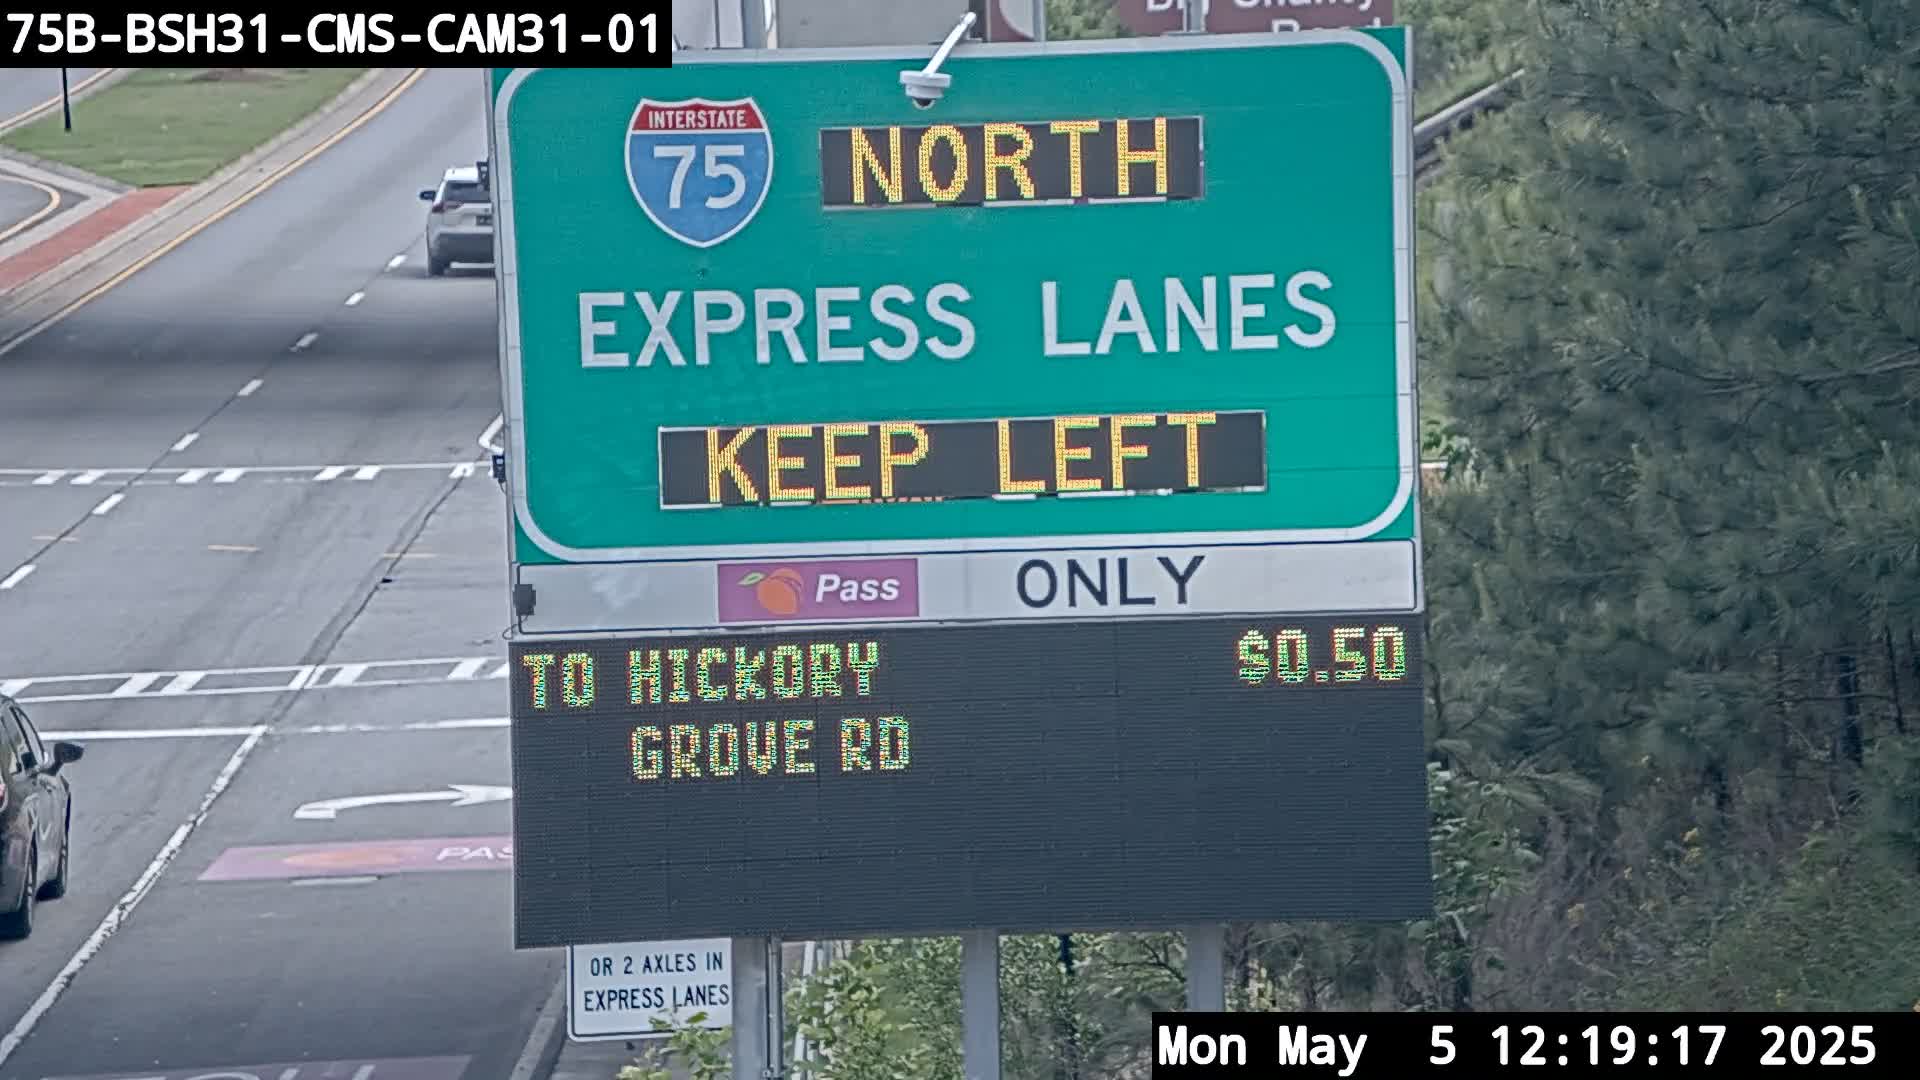 75B-BSH31-CMS-CAM31-01
INTERSTATE
75
NORTH
EXPRESS LANES
KEEP LEFT
Pass ONLY
TO HICKORY $0.50
GROVE RD
OR 2 AXLES IN
EXPRESS LANES
Mon May 5 12:19:17 2025